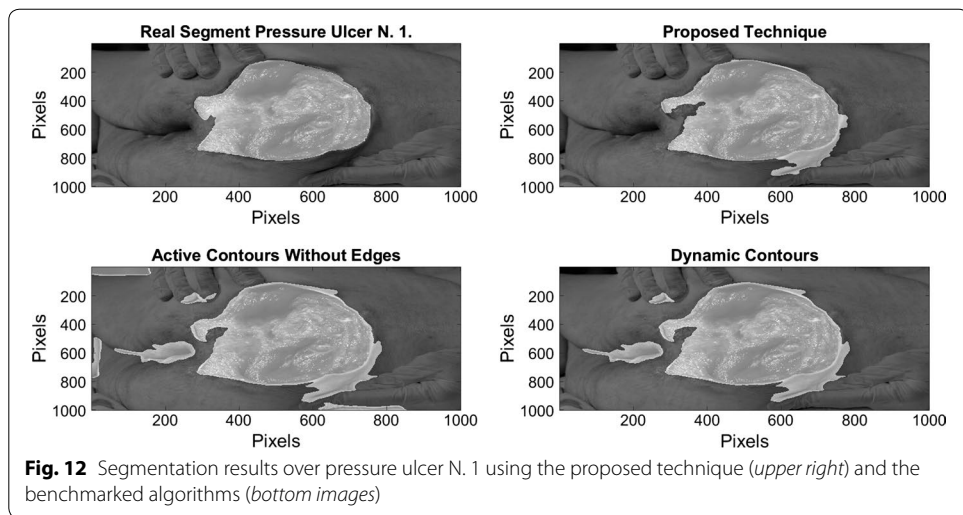 Real Segment Pressure Ulcer N. 1.
Pixels
200
400
600
800
1000
200 400 600 800 1000
Pixels
Proposed Technique
Pixels
200
400
600
800
1000
200 400 600 800 1000
Pixels
Active Contours Without Edges
Pixels
200
400
600
800
1000
200 400 600 800 1000
Pixels
Dynamic Contours
Pixels
200
400
600
800
1000
200 400 600 800 1000
Pixels
Fig. 12 Segmentation results over pressure ulcer N. 1 using the proposed technique (upper right) and the
benchmarked algorithms (bottom images)